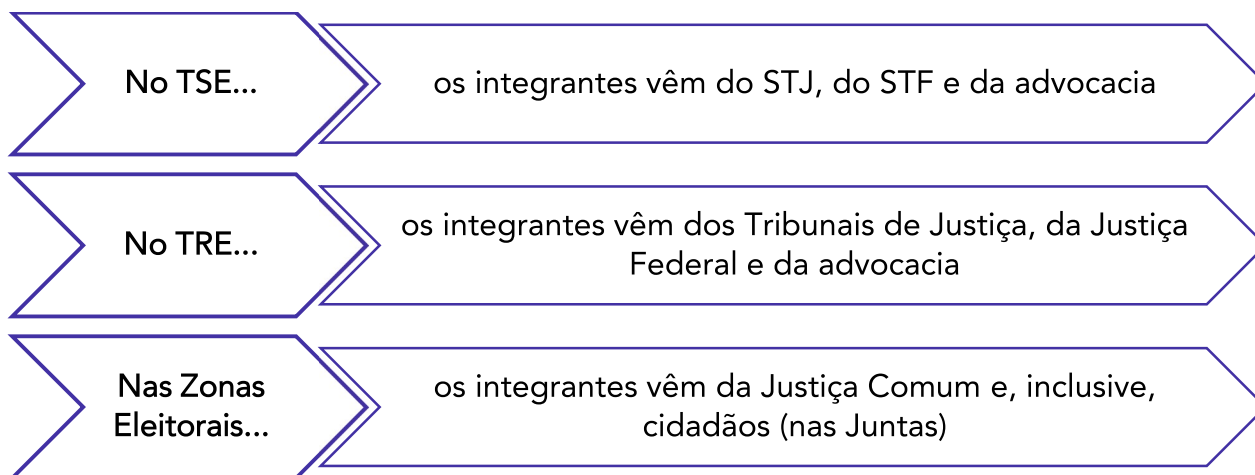 No TSE...
os integrantes vêm do STJ, do STF e da advocacia
No TRE...
os integrantes vêm dos Tribunais de Justiça, da Justiça
Federal e da advocacia
Nas Zonas
Eleitorais...
os integrantes vêm da Justiça Comum e, inclusive,
cidadãos (nas Juntas)